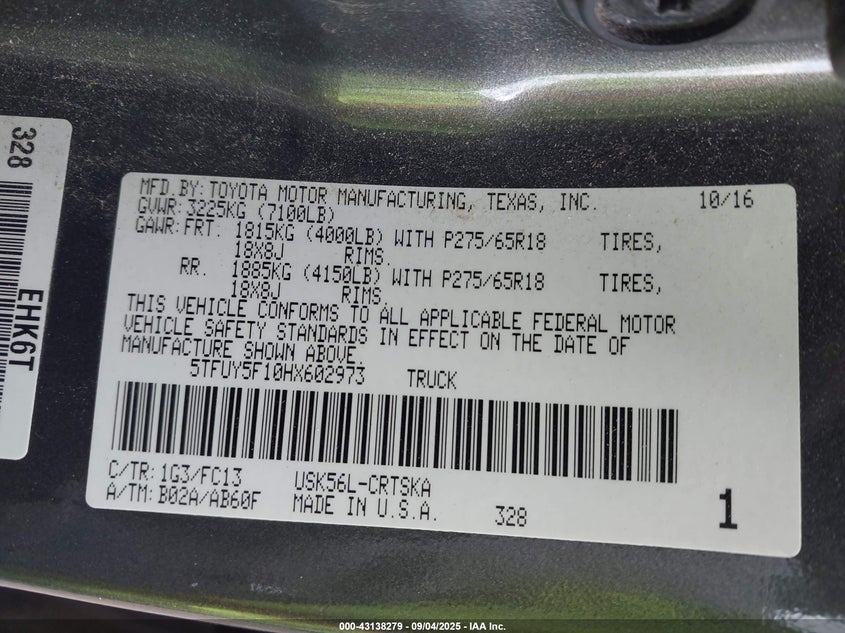 328
EHK6T
MFD.BY:TOYOTA MOTOR MANUFACTURING, TEXAS, INC. 10/16
GVWR:3225KG (7100LB)
GAWR:FRT. 1815KG (4000LB) WITH P275/65R18 TIRES,
18X8J RIMS.
RR. 1885KG (4150LB) WITH P275/65R18 TIRES,
18X8J RIMS.
THIS VEHICLE CONFORMS TO ALL APPLICABLE FEDERAL MOTOR
VEHICLE SAFETY STANDARDS IN EFFECT ON THE DATE OF
MANUFACTURE SHOWN ABOVE.
5TFUY5F10HX602973 TRUCK
C/TR:1G3/FC13 USK56L-CRTSKA
A/TM:B02A/AB60F MADE IN U.S.A. 328 1
000-43138279 - 09/04/2025 - IAA Inc.